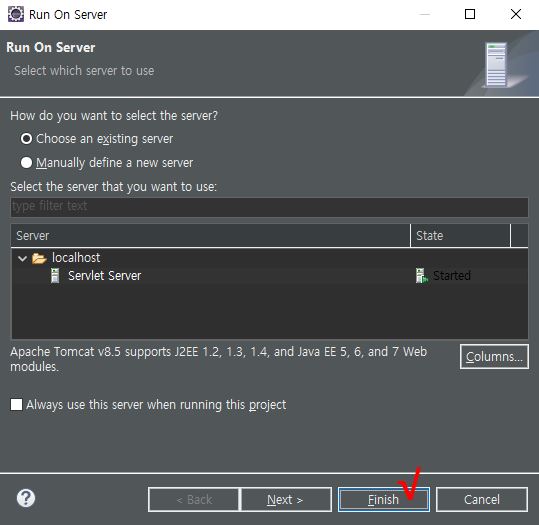 Run On Server
Run On Server
Select which server to use
How do you want to select the server?
Choose an existing server
Manually define a new server
Select the server that you want to use:
type filter text
Server State
localhost
Servlet Server Started
Apache Tomcat v8.5 supports J2EE 1.2, 1.3, 1.4, and Java EE 5, 6, and 7 Web
modules.
Columns...
Always use this server when running this project
? < Back Next > Finish Cancel